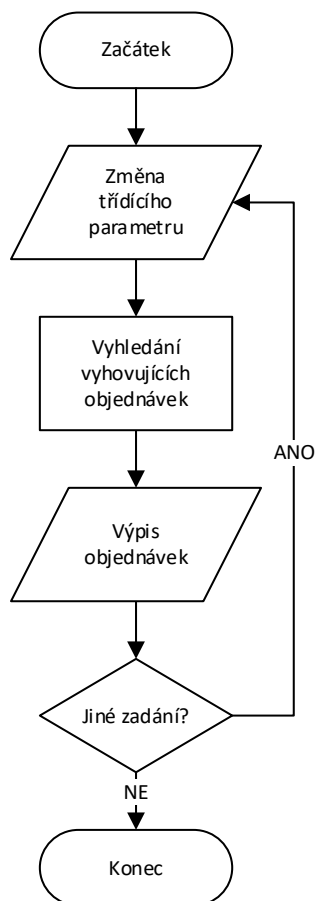 Začátek
Změna
třídícího
parametru
Vyhledání
vyhovujících
objednávek
ANO
Výpis
objednávek
Jiné zadání?
NE
Konec